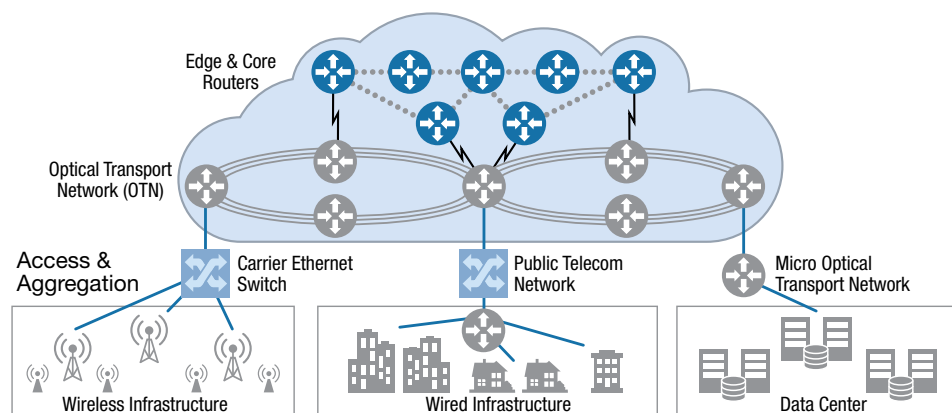 Edge & Core
Routers
Optical Transport
Network (OTN)
Access &
Aggregation
Carrier Ethernet
Switch
Public Telecom
Network
Micro Optical
Transport Network
Wireless Infrastructure
Wired Infrastructure
Data Center